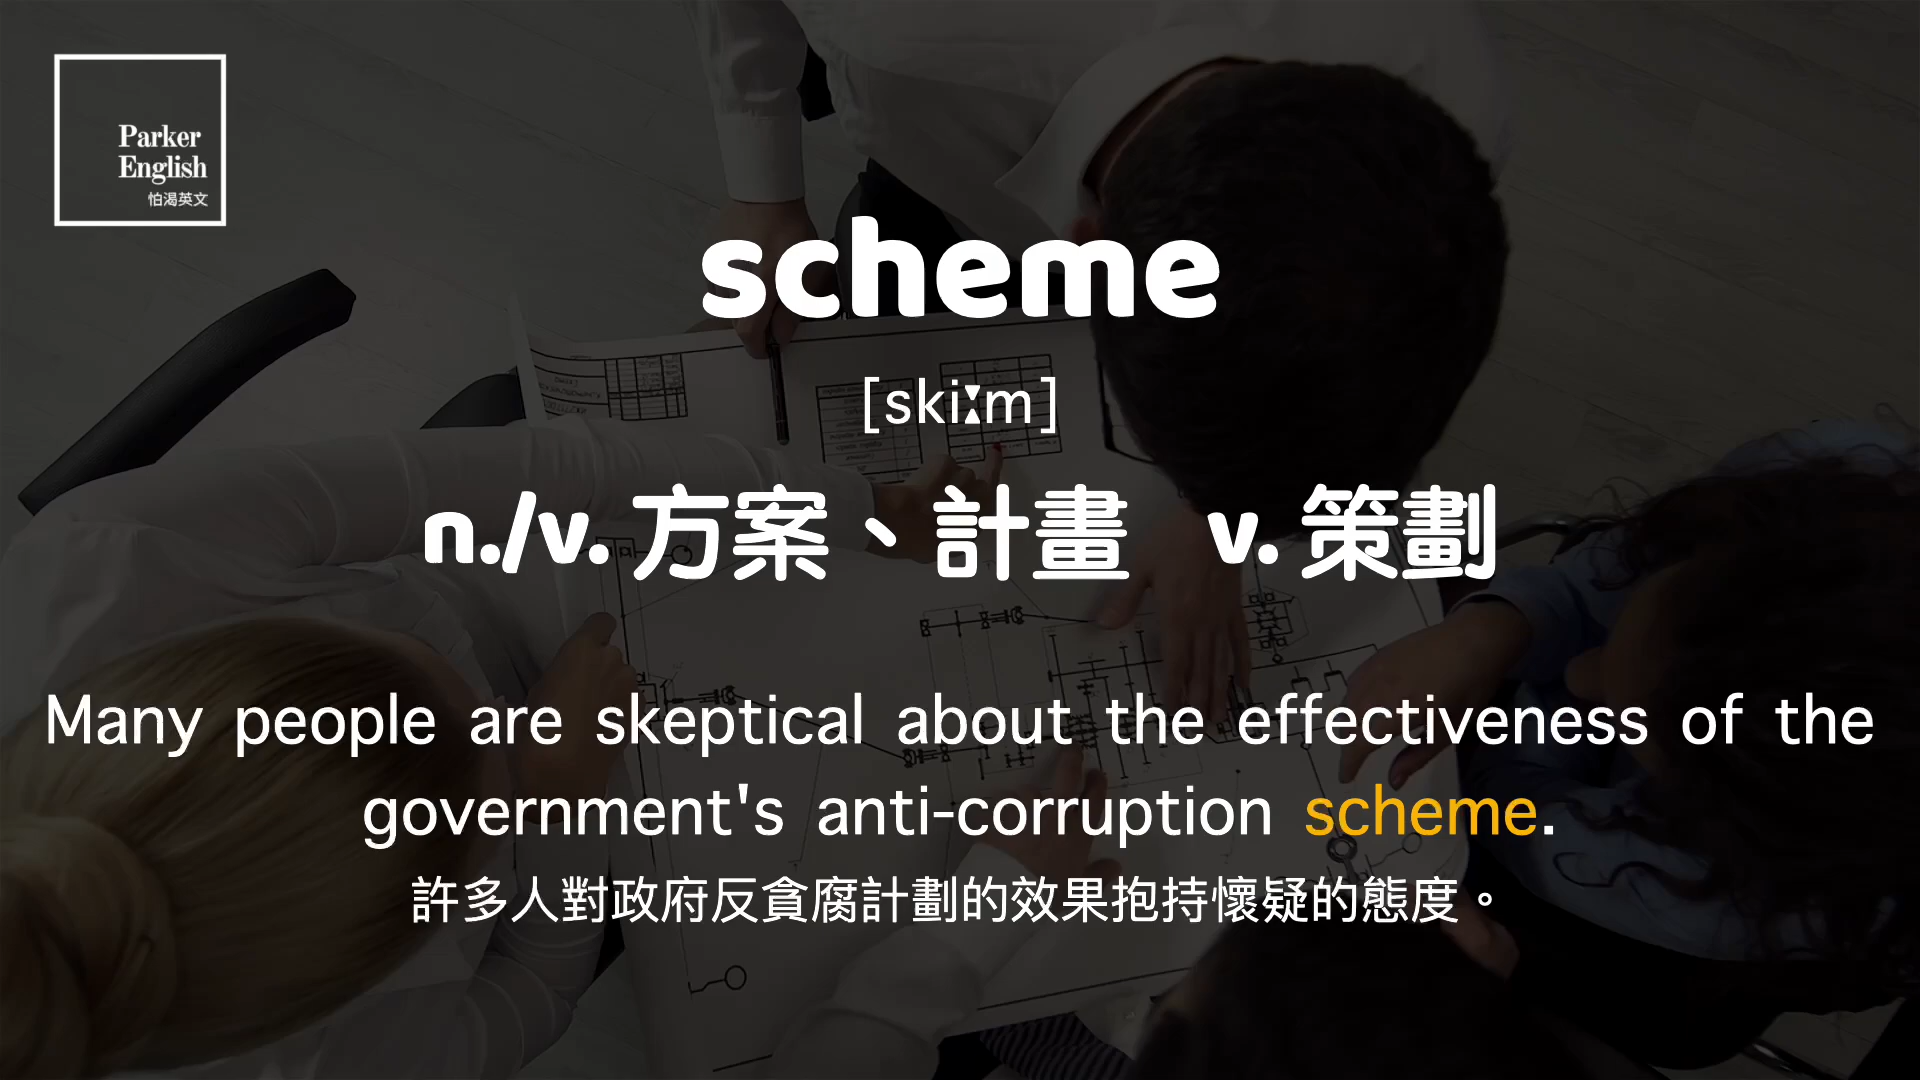 Parker
English
怕渴英文
scheme
[skiːm]
n./v. 方案、計畫 v. 策劃
Many people are skeptical about the effectiveness of the
government's anti-corruption scheme.
許多人對政府反貪腐計劃的效果抱持懷疑的態度。